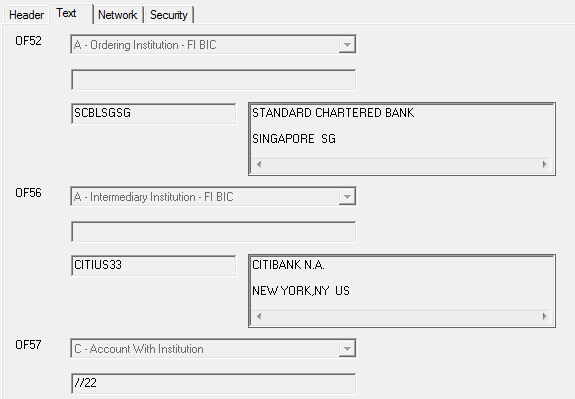 Header Text Network Security
OF52 A - Ordering Institution - FI BIC
SCBLSGSG STANDARD CHARTERED BANK
SINGAPORE SG
OF56 A - Intermediary Institution - FI BIC
CITIUS33 CITIBANK N.A.
NEW YORK,NY US
OF57 C - Account With Institution
//22